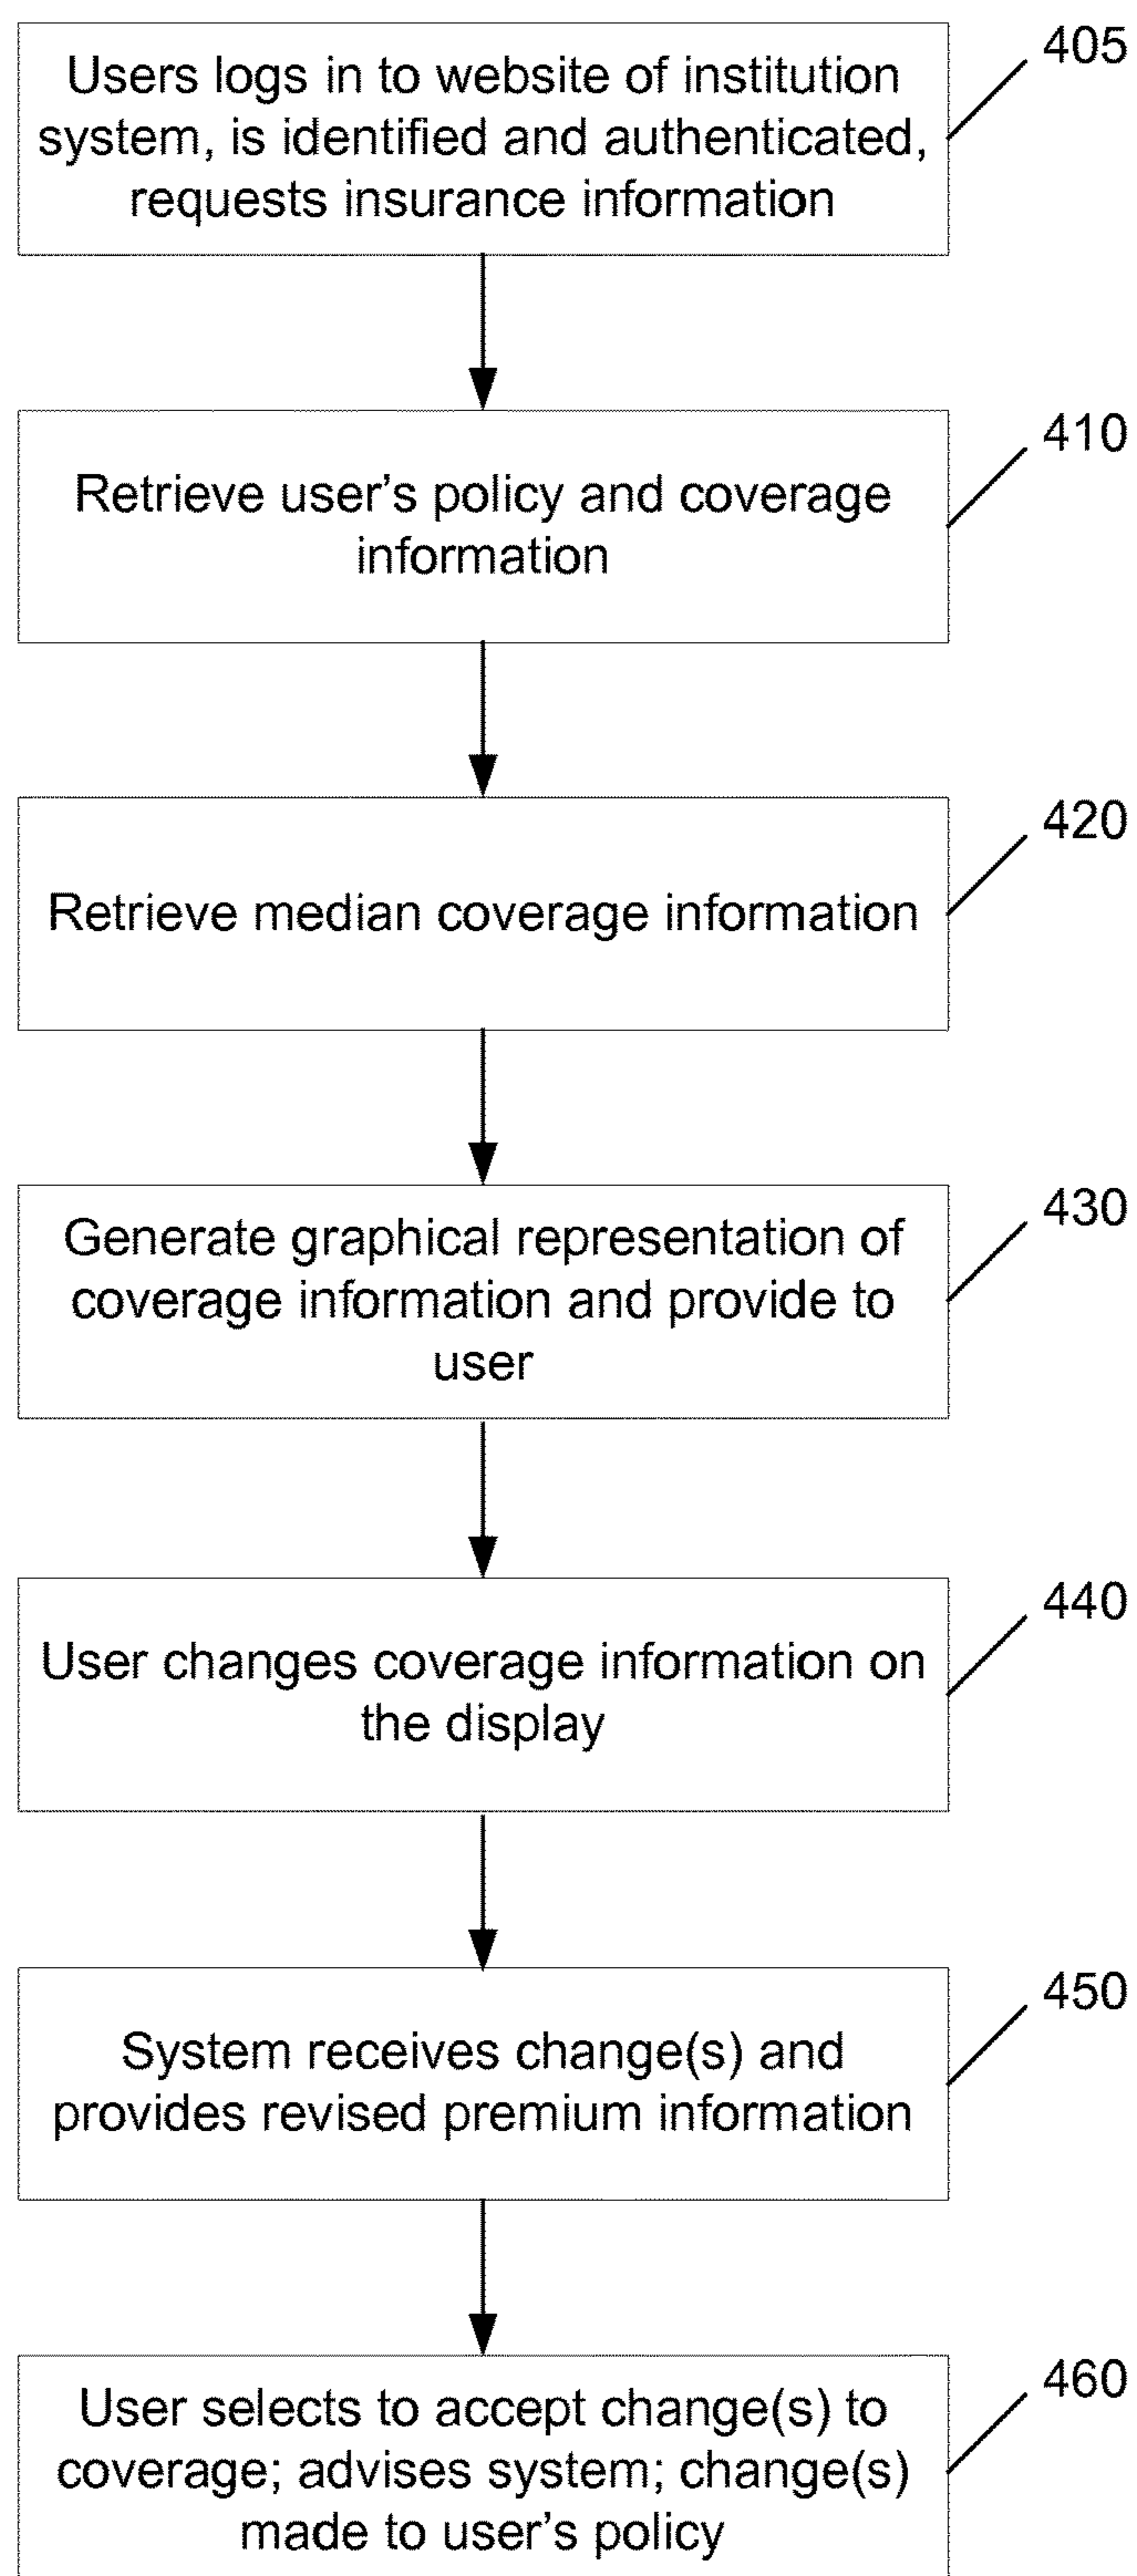 Users logs in to website of institution
system, is identified and authenticated,
requests insurance information
405
Retrieve user’s policy and coverage
information
410
Retrieve median coverage information
420
Generate graphical representation of
coverage information and provide to
user
430
User changes coverage information on
the display
440
System receives change(s) and
provides revised premium information
450
User selects to accept change(s) to
coverage; advises system; change(s)
made to user’s policy
460